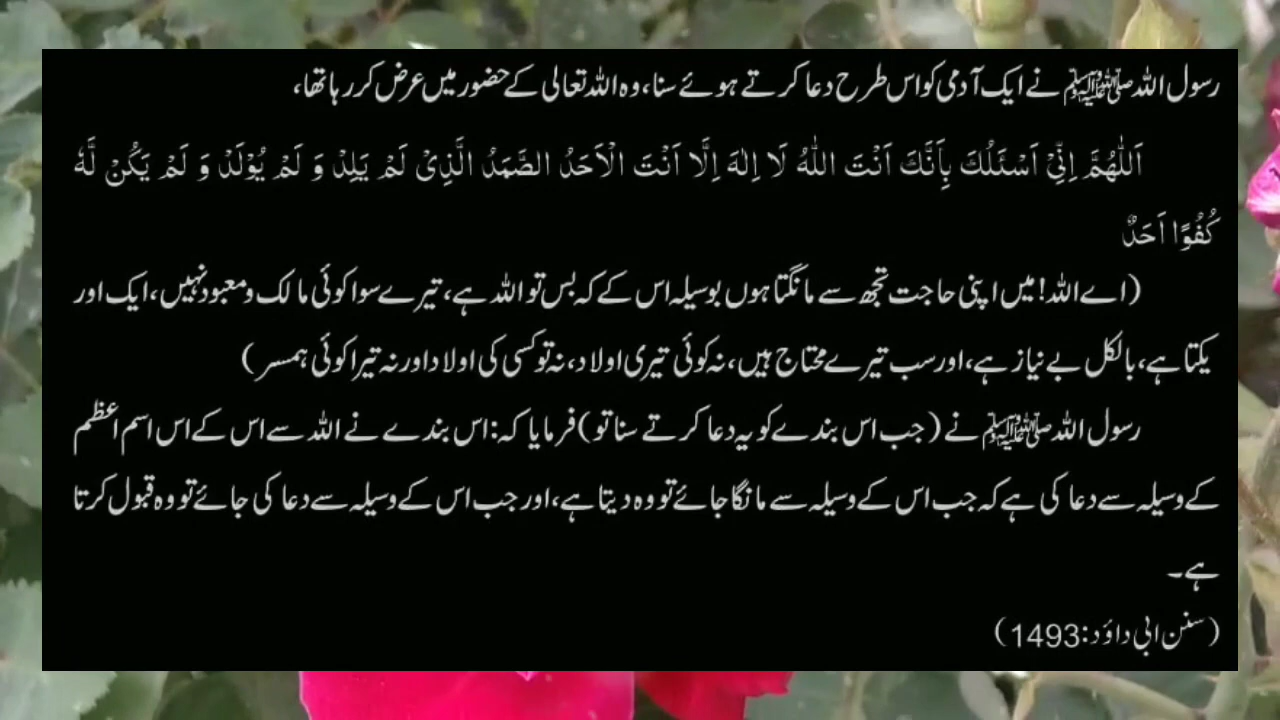 رسول اللہ ﷺ نے ایک آدمی کو اس طرح دعا کرتے ہوئے سنا، وہ اللہ تعالی کے حضور میں عرض کر رہا تھا،
اَللّٰهُمَّ اِنِّىْ اَسْئَلُكَ بِأَنَّكَ اَنْتَ اللّٰهُ لَا اِلٰهَ اِلَّا اَنْتَ الْاَحَدُ الصَّمَدُ الَّذِىْ لَمْ يَلِدْ وَ لَمْ يُوْلَدْ وَ لَمْ يَكُنْ لَّهٗ
كُفُوًا اَحَدٌ
(اے اللہ! میں اپنی حاجت تجھ سے مانگتا ہوں بوسیلہ اس کے کہ بس تو اللہ ہے، تیرے سوا کوئی مالک و معبود نہیں، ایک اور
یکتا ہے، بالکل بے نیاز ہے، اور سب تیرے محتاج ہیں، نہ کوئی تیری اولاد، نہ تو کسی کی اولاد اور نہ تیرا کوئی ہمسر)
رسول اللہ ﷺ نے (جب اس بندے کو یہ دعا کرتے سنا تو) فرمایا کہ: اس بندے نے اللہ سے اس کے اس اسم اعظم
کے وسیلہ سے دعا کی ہے کہ جب اس کے وسیلہ سے مانگا جائے تو وہ دیتا ہے، اور جب اس کے وسیلہ سے دعا کی جائے تو وہ قبول کرتا
ہے۔
(سنن ابی داؤد: 1493)